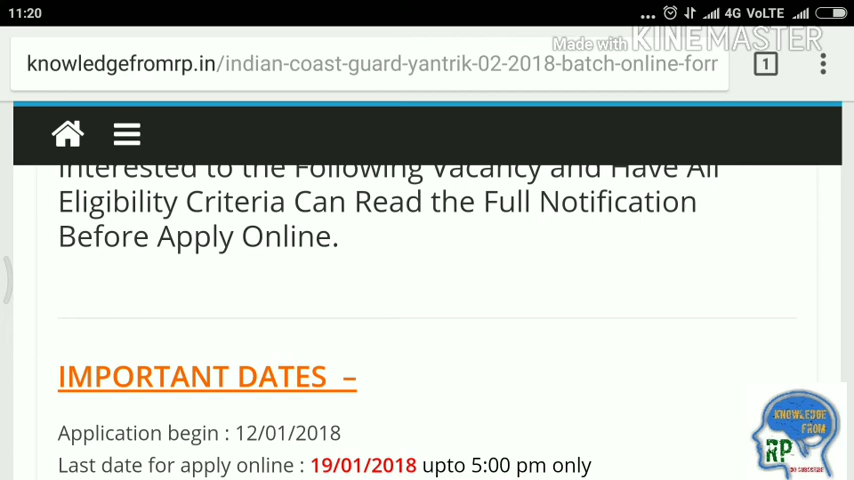 11:20
... 4G VoLTE
Made with KINEMASTER
knowledgefromrp.in/indian-coast-guard-yantrik-02-2018-batch-online-forr
1
Interested to the Following Vacancy and Have All
Eligibility Criteria Can Read the Full Notification
Before Apply Online.
IMPORTANT DATES –
Application begin : 12/01/2018
Last date for apply online : 19/01/2018 upto 5:00 pm only
KNOWLEDGE
FROM
RP